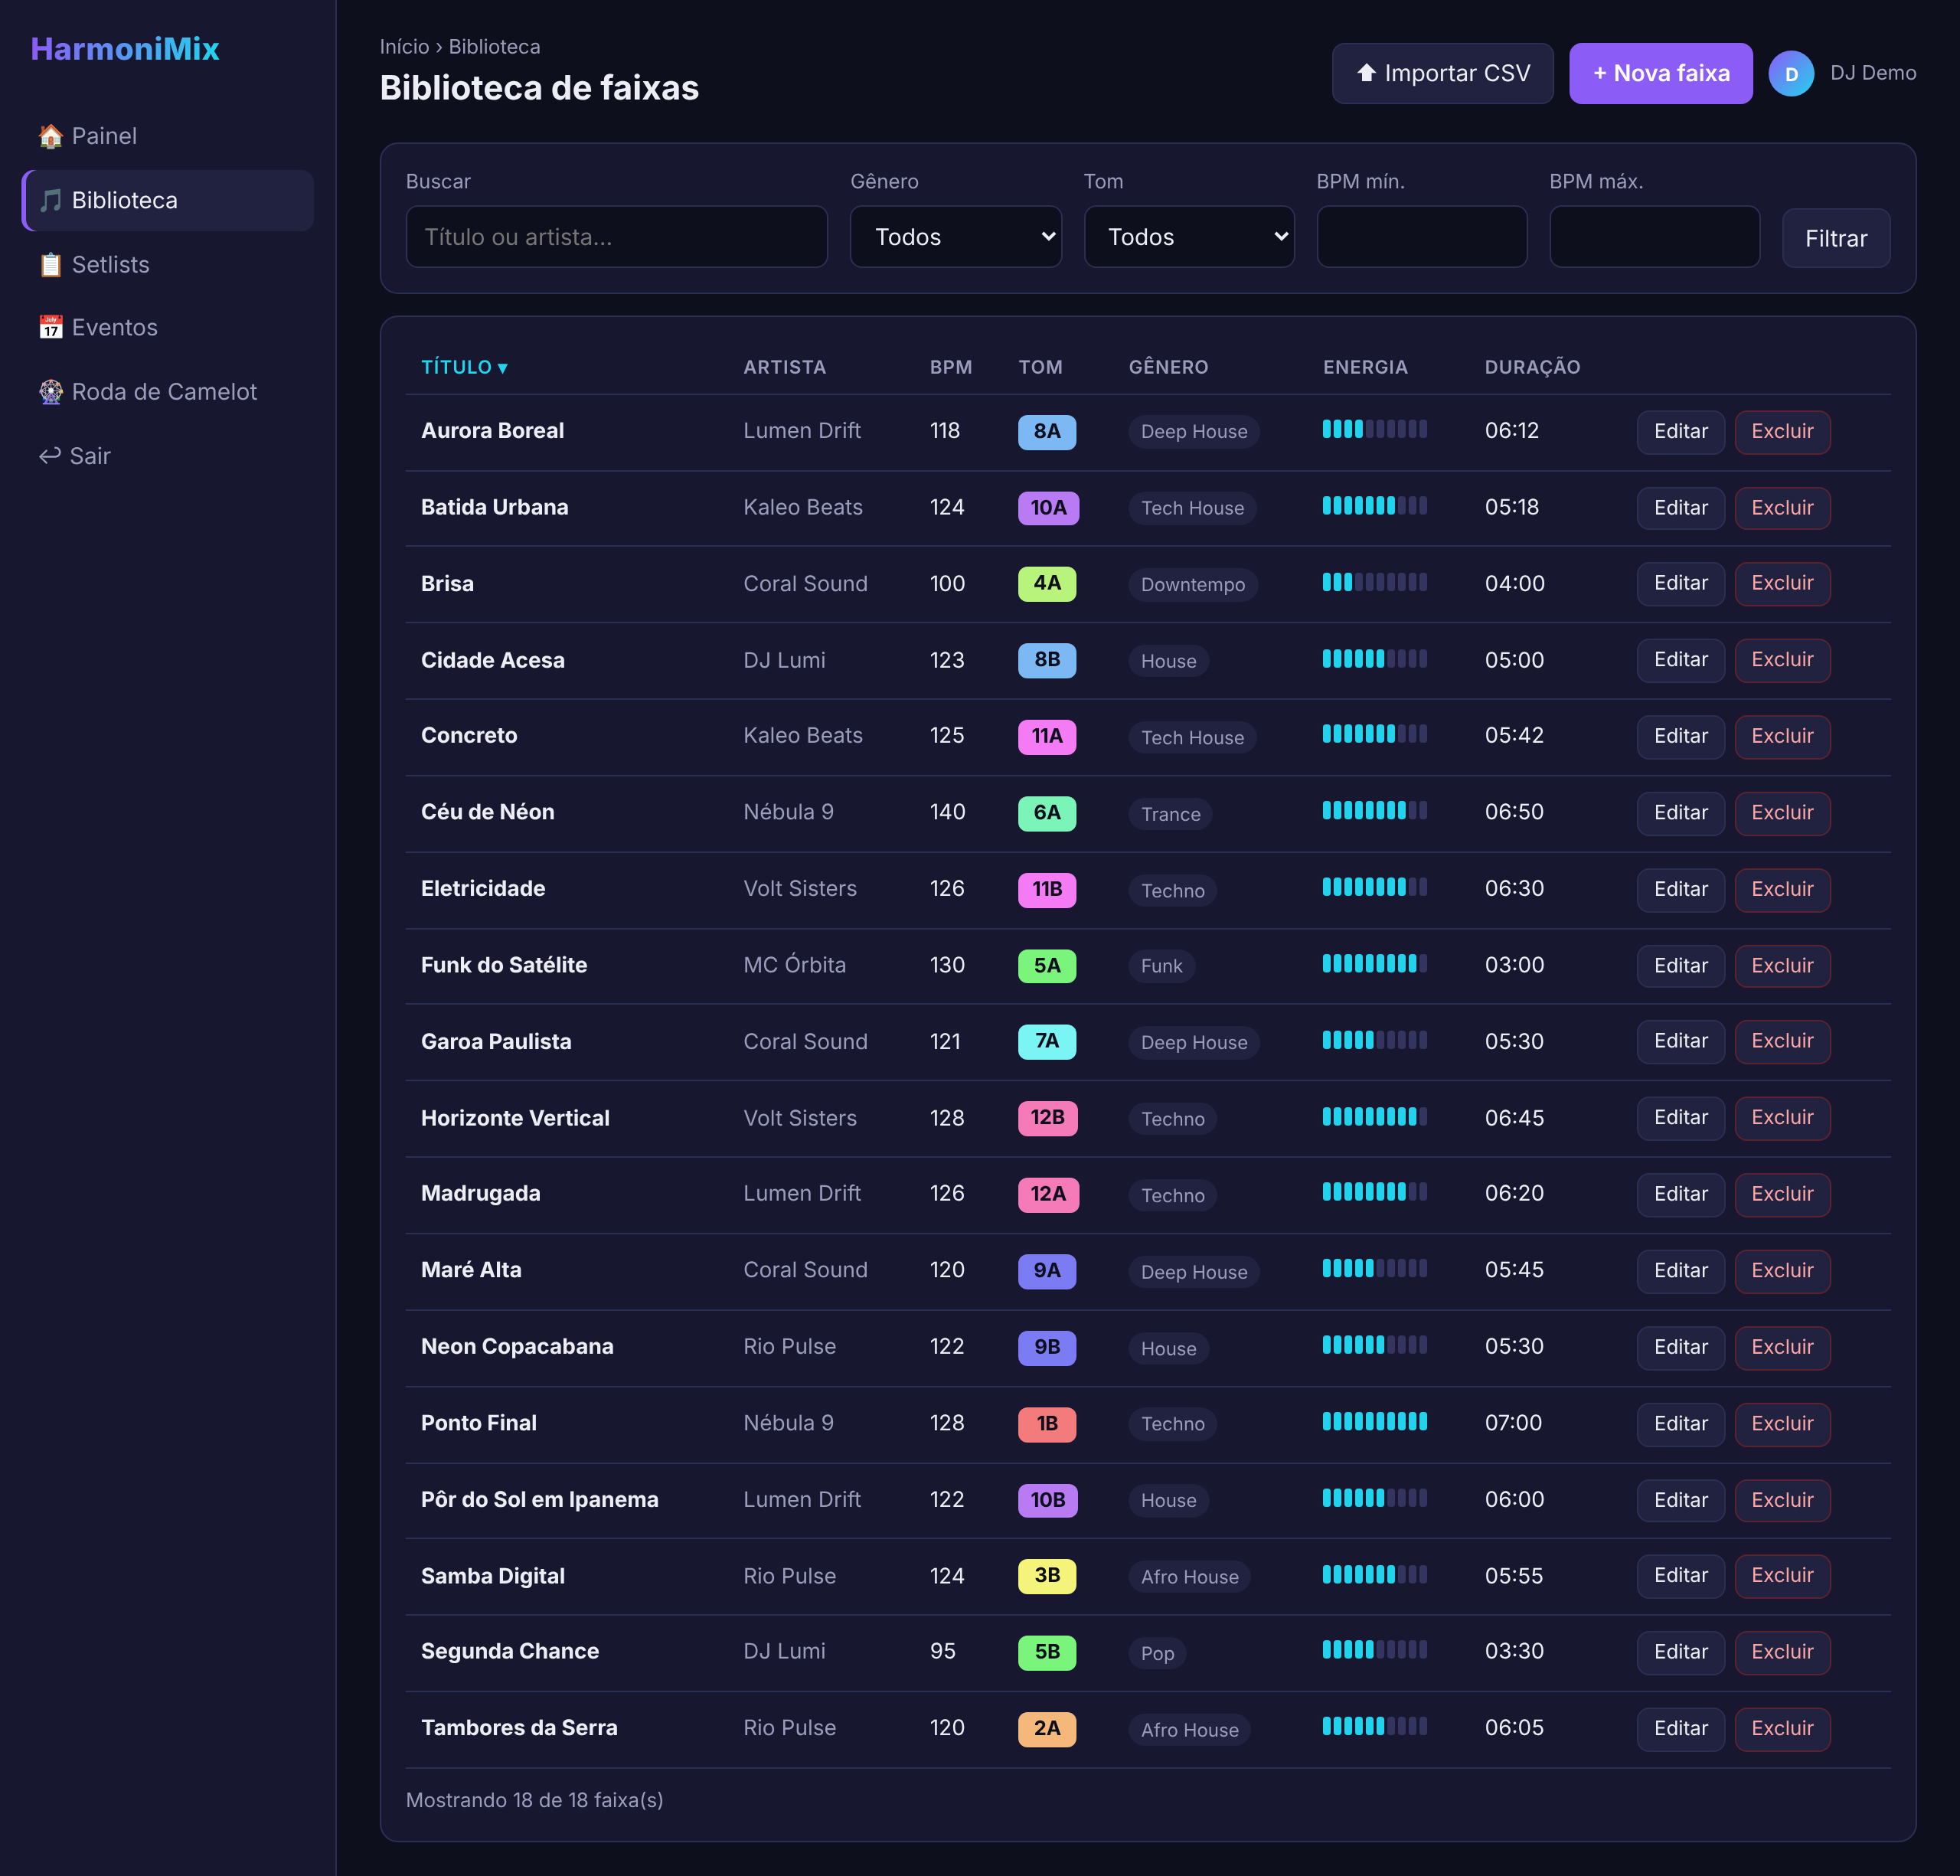 HarmoniMix
Painel
Biblioteca
Setlists
Eventos
Roda de Camelot
Sair
Início › Biblioteca
Biblioteca de faixas
Importar CSV
+ Nova faixa
D
DJ Demo
Buscar Gênero Tom BPM mín. BPM máx.
Título ou artista... Todos Todos Filtrar
TÍTULO ▾ ARTISTA BPM TOM GÊNERO ENERGIA DURAÇÃO
Aurora Boreal Lumen Drift 118 8A Deep House 06:12 Editar Excluir
Batida Urbana Kaleo Beats 124 10A Tech House 05:18 Editar Excluir
Brisa Coral Sound 100 4A Downtempo 04:00 Editar Excluir
Cidade Acesa DJ Lumi 123 8B House 05:00 Editar Excluir
Concreto Kaleo Beats 125 11A Tech House 05:42 Editar Excluir
Céu de Néon Nébula 9 140 6A Trance 06:50 Editar Excluir
Eletricidade Volt Sisters 126 11B Techno 06:30 Editar Excluir
Funk do Satélite MC Órbita 130 5A Funk 03:00 Editar Excluir
Garoa Paulista Coral Sound 121 7A Deep House 05:30 Editar Excluir
Horizonte Vertical Volt Sisters 128 12B Techno 06:45 Editar Excluir
Madrugada Lumen Drift 126 12A Techno 06:20 Editar Excluir
Maré Alta Coral Sound 120 9A Deep House 05:45 Editar Excluir
Neon Copacabana Rio Pulse 122 9B House 05:30 Editar Excluir
Ponto Final Nébula 9 128 1B Techno 07:00 Editar Excluir
Pôr do Sol em Ipanema Lumen Drift 122 10B House 06:00 Editar Excluir
Samba Digital Rio Pulse 124 3B Afro House 05:55 Editar Excluir
Segunda Chance DJ Lumi 95 5B Pop 03:30 Editar Excluir
Tambores da Serra Rio Pulse 120 2A Afro House 06:05 Editar Excluir
Mostrando 18 de 18 faixa(s)